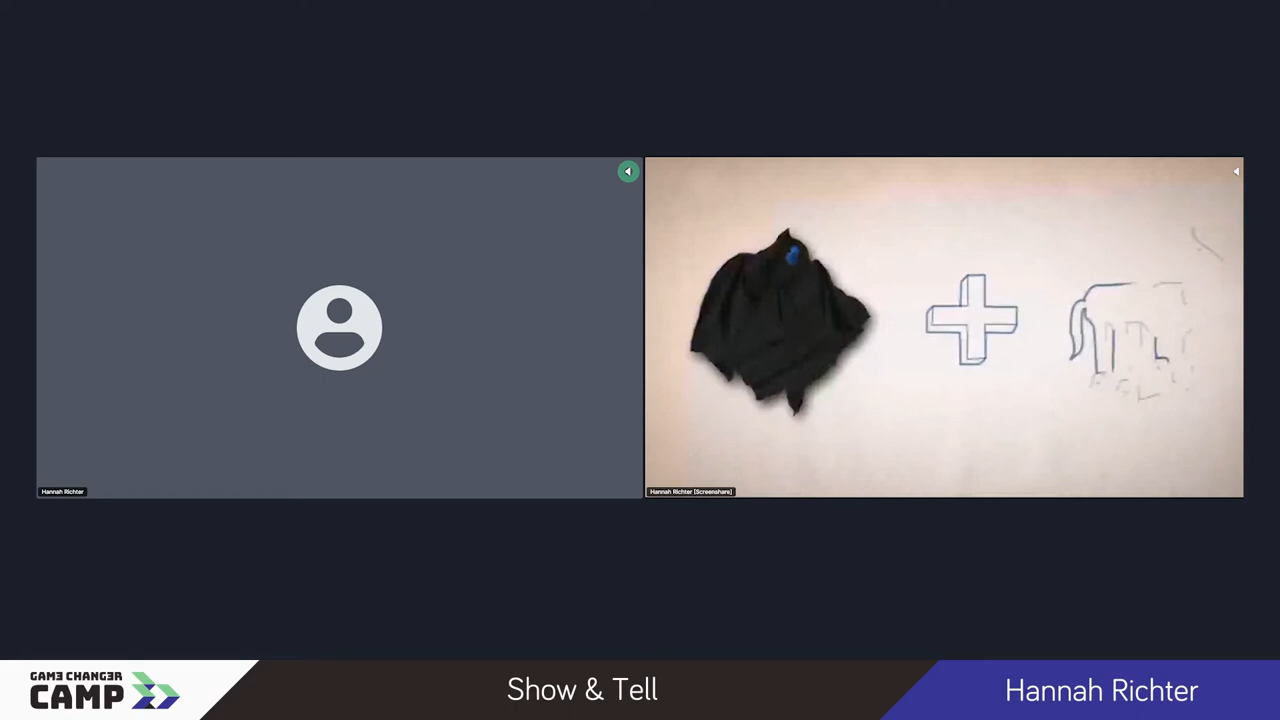 Hannah Richter
Hannah Richter [Screenshare]
GAM3 CHANG3R
CAMP
Show & Tell
Hannah Richter